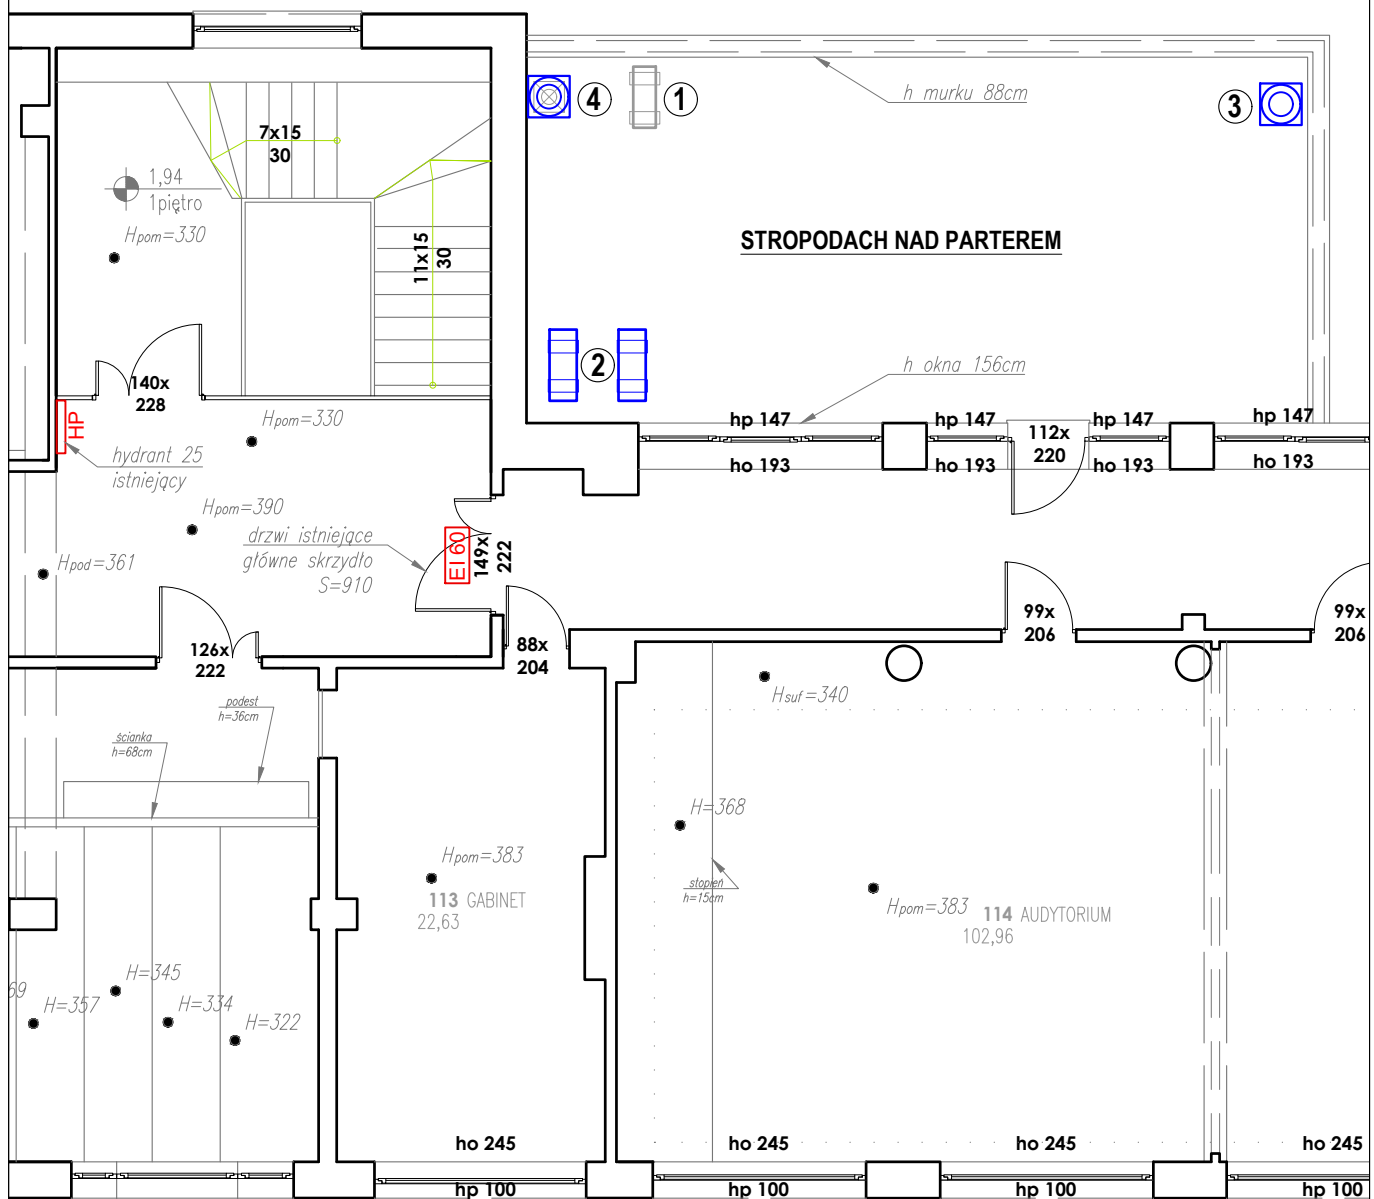 h murku 88cm
4
1
3
7x15
30
1,94
1piętro
Hpom=330
11x15
30
STROPODACH NAD PARTEREM
2
h okna 156cm
140x
228
HP
hydrant 25
istniejący
Hpom=330
hp 147
hp 147
hp 147
hp 147
112x
220
ho 193
ho 193
ho 193
ho 193
Hpom=390
drzwi istniejące
główne skrzydło
S=910
EI 60
149x
222
Hpod=361
126x
222
88x
204
99x
206
99x
206
podest
h=36cm
ścianka
h=68cm
Hsuf=340
H=368
Hpom=383
113 GABINET
22,63
stopień
h=15cm
Hpom=383
114 AUDYTORIUM
102,96
69
H=357
H=345
H=334
H=322
ho 245
ho 245
ho 245
ho 245
hp 100
hp 100
hp 100
hp 100